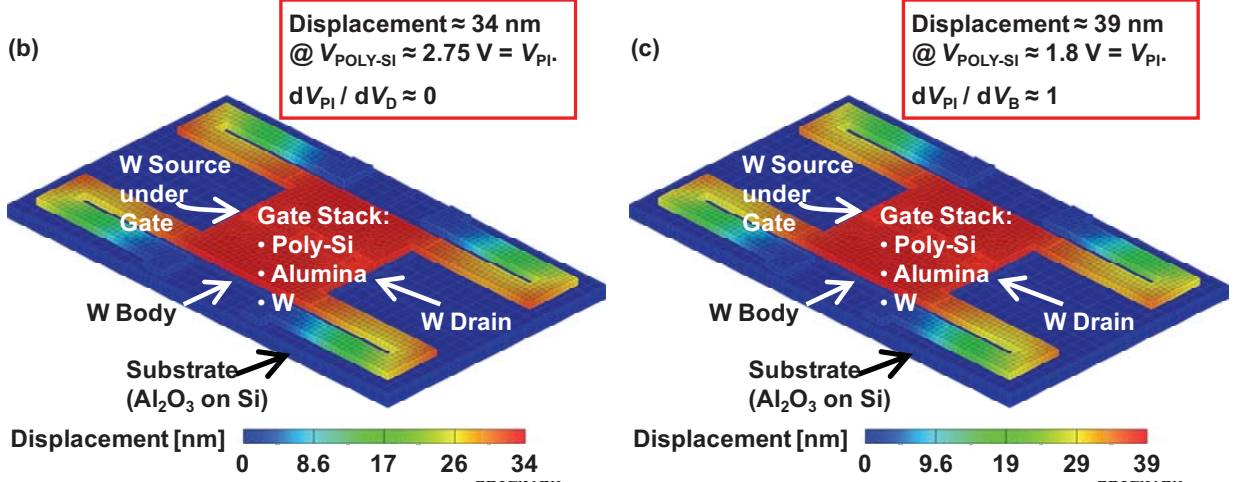 (b)
Displacement ≈ 34 nm
@ VPOLY-SI ≈ 2.75 V = VPI.
dVPI / dVD ≈ 0
W Source
under
Gate
Gate Stack:
• Poly-Si
• Alumina
• W
W Body
W Drain
Substrate
(Al2O3 on Si)
Displacement [nm]
0 8.6 17 26 34
(c)
Displacement ≈ 39 nm
@ VPOLY-SI ≈ 1.8 V = VPI.
dVPI / dVB ≈ 1
W Source
under
Gate
Gate Stack:
• Poly-Si
• Alumina
• W
W Body
W Drain
Substrate
(Al2O3 on Si)
Displacement [nm]
0 9.6 19 29 39